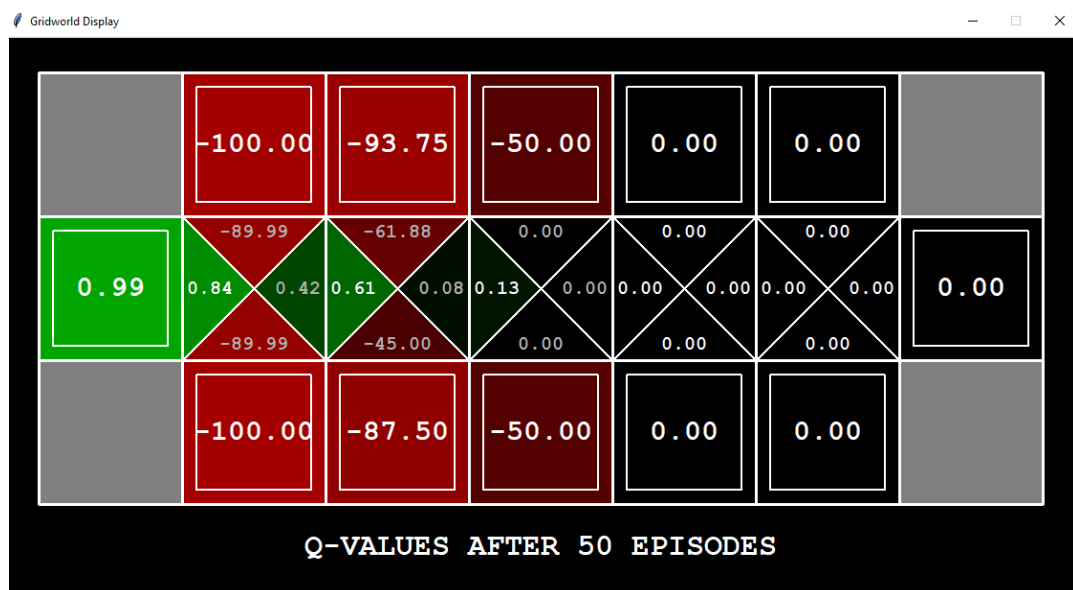 Gridworld Display
-100.00 -93.75 -50.00 0.00 0.00
-89.99 -61.88 0.00 0.00 0.00
0.99 0.84 0.42 0.61 0.08 0.13 0.00 0.00 0.00 0.00 0.00 0.00
-89.99 -45.00 0.00 0.00 0.00
-100.00 -87.50 -50.00 0.00 0.00
Q-VALUES AFTER 50 EPISODES